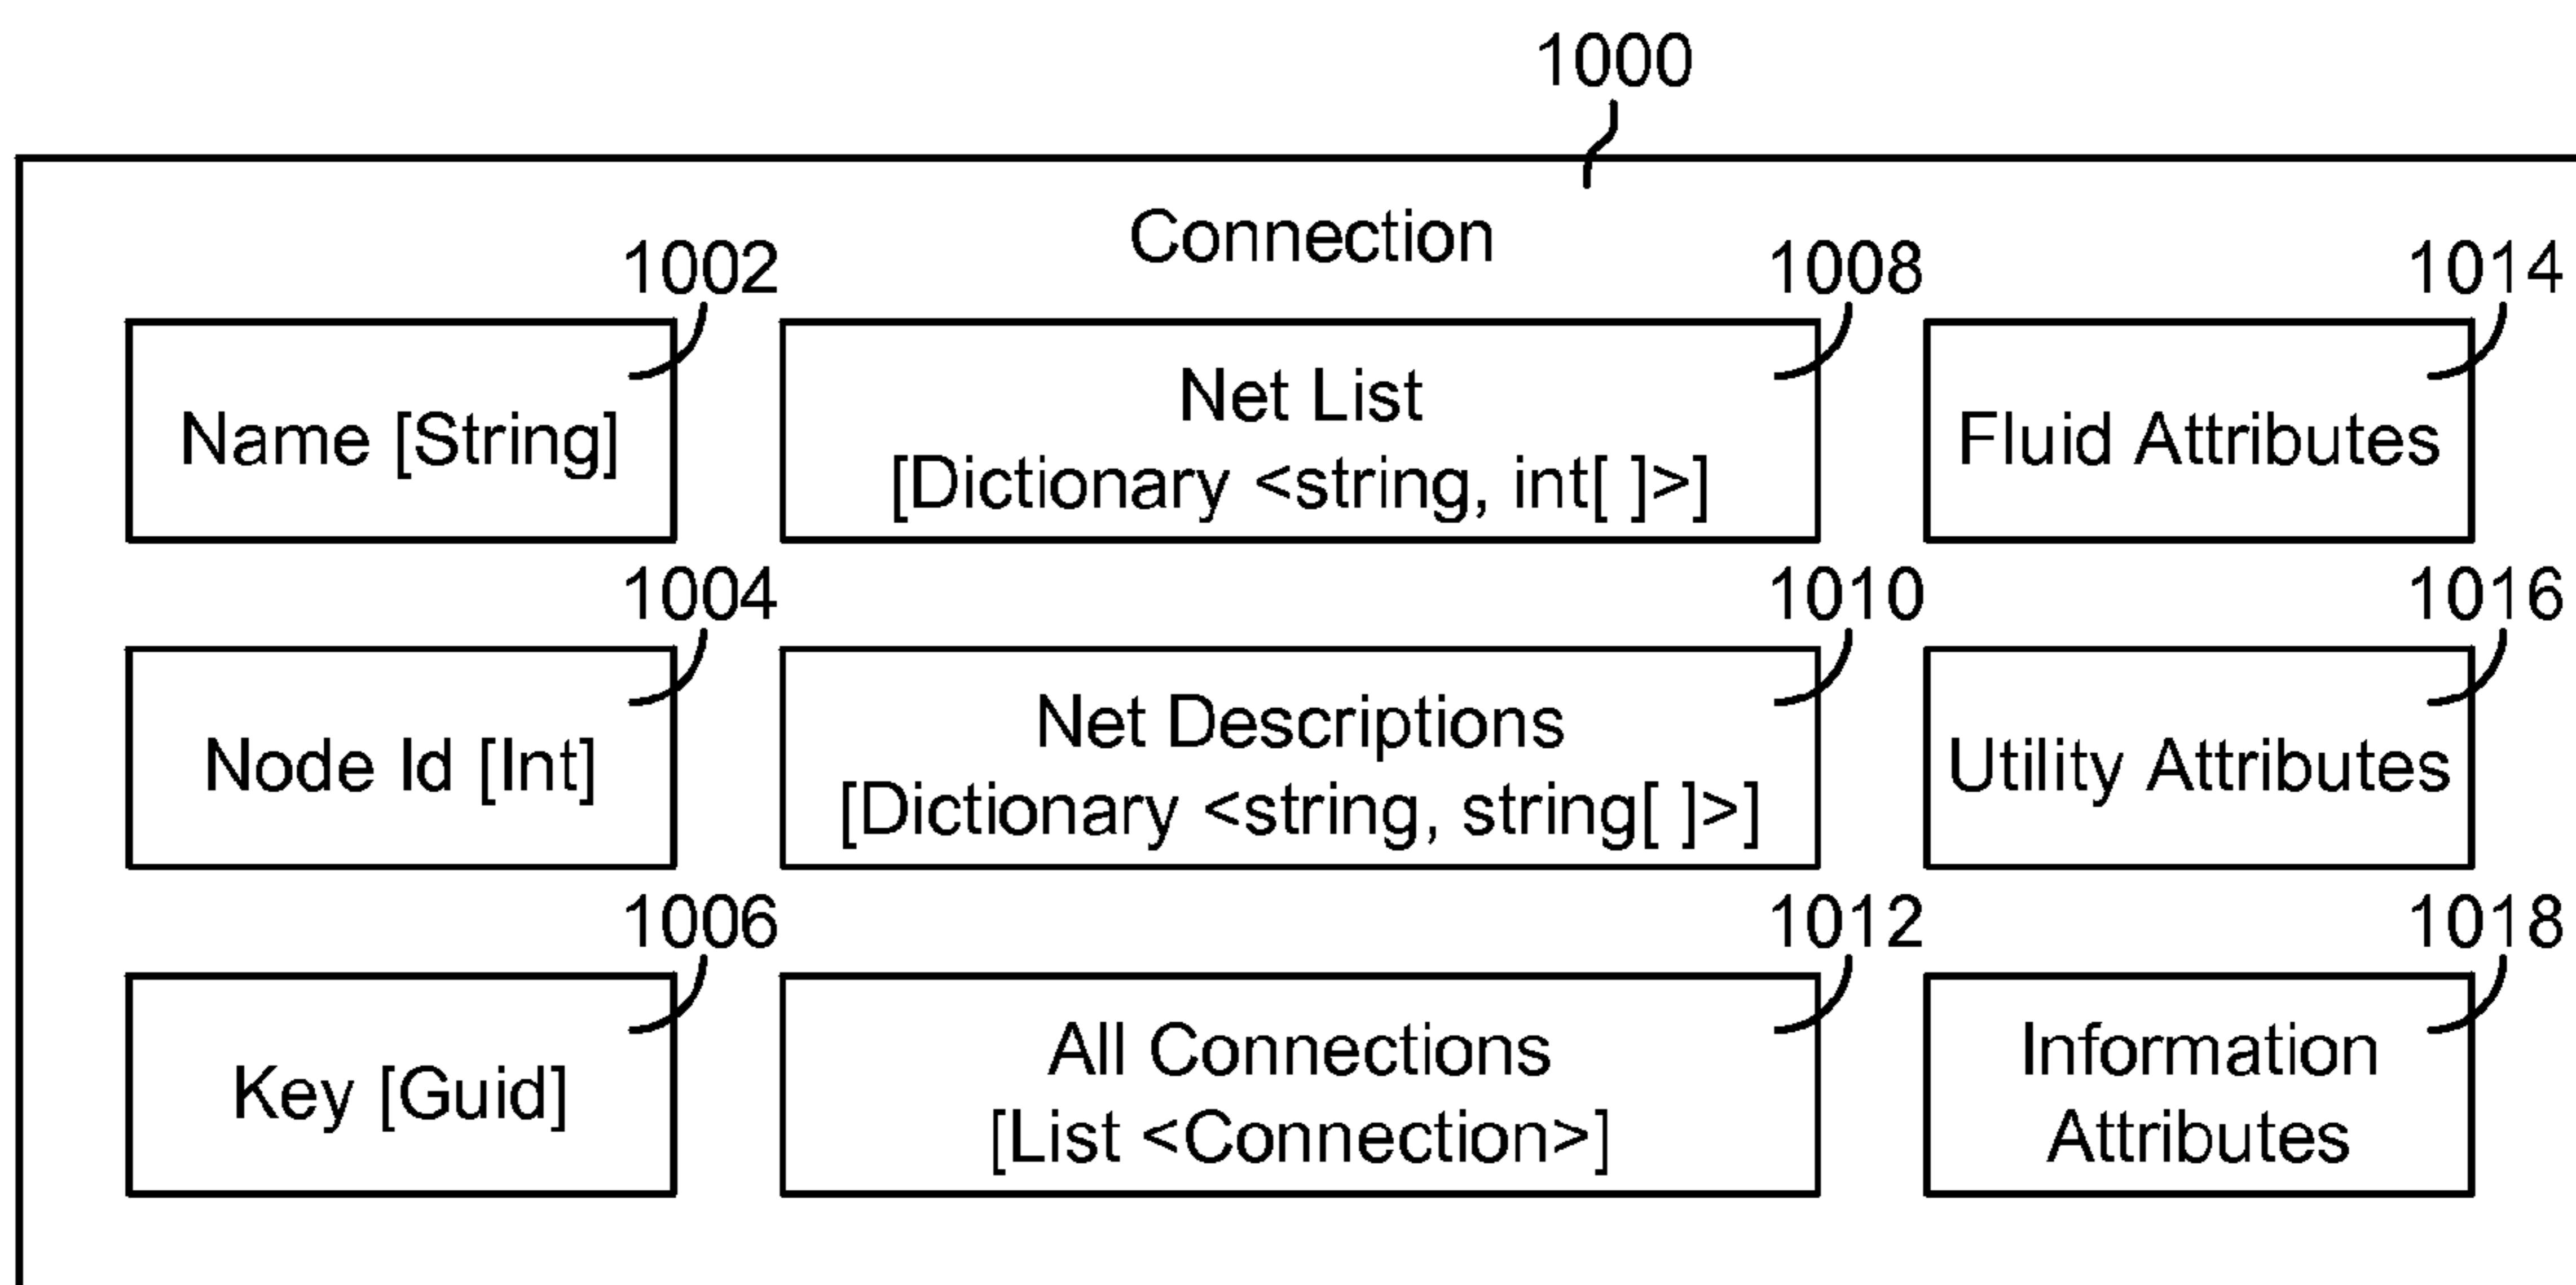 1000
Connection
1002
1008
1014
Name [String]
Net List
[Dictionary <string, int[ ]>]
Fluid Attributes
1004
1010
1016
Node Id [Int]
Net Descriptions
[Dictionary <string, string[ ]>]
Utility Attributes
1006
1012
1018
Key [Guid]
All Connections
[List <Connection>]
Information
Attributes